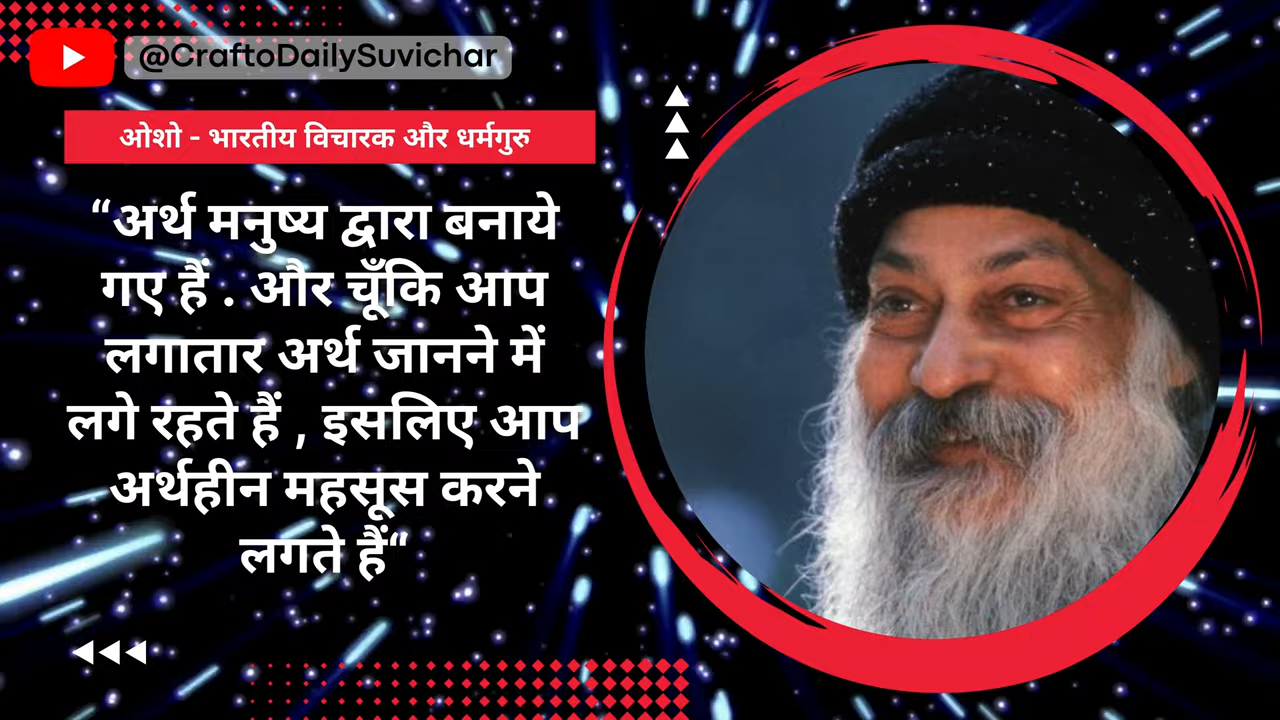 @CraftoDailySuvichar
ओशो - भारतीय विचारक और धर्मगुरु
“अर्थ मनुष्य द्वारा बनाये
गए हैं . और चूँकि आप
लगातार अर्थ जानने में
लगे रहते हैं , इसलिए आप
अर्थहीन महसूस करने
लगते हैं“